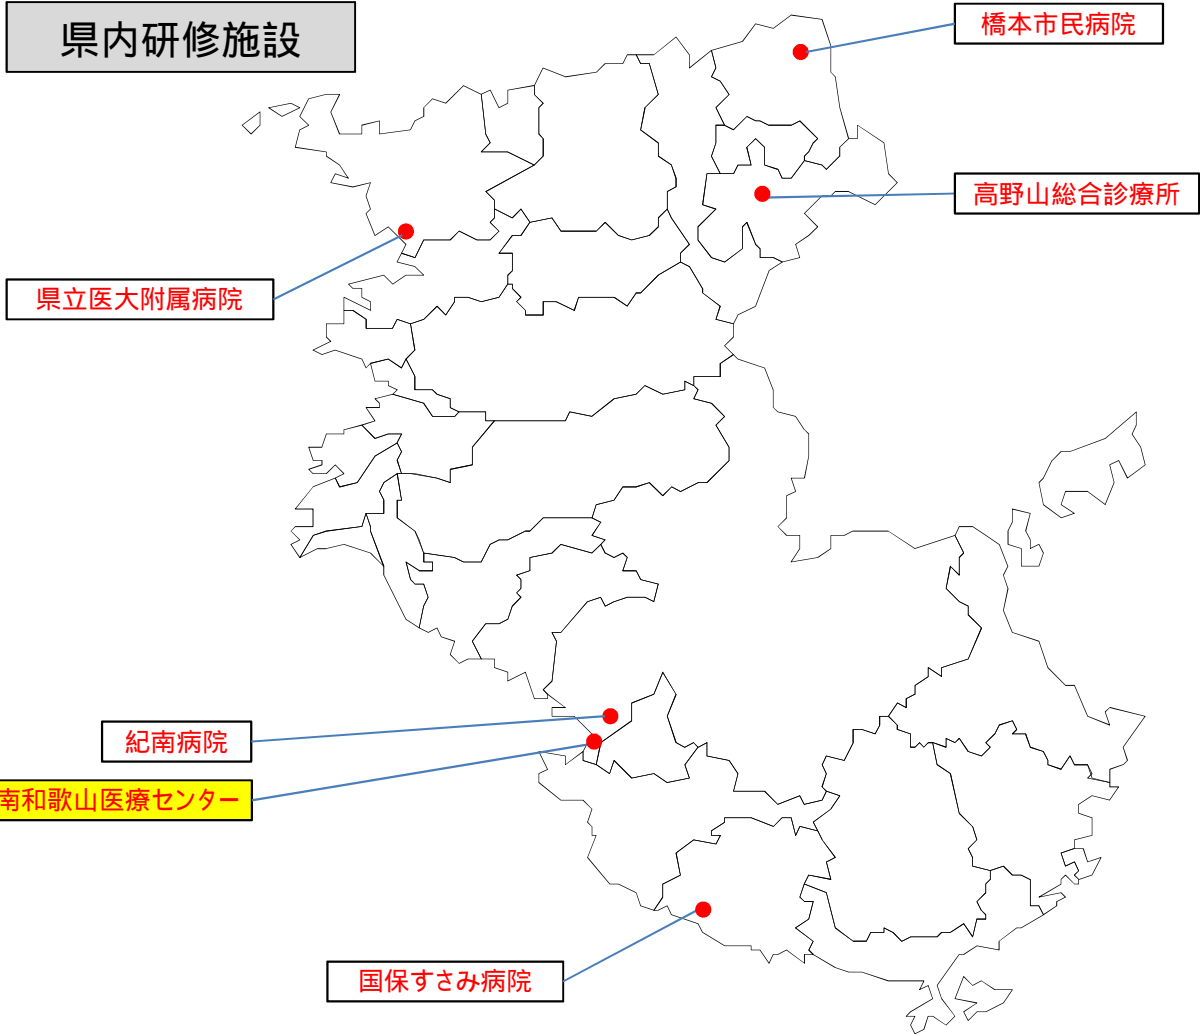 県内研修施設
橋本市民病院
高野山総合診療所
県立医大附属病院
紀南病院
南和歌山医療センター
国保すさみ病院